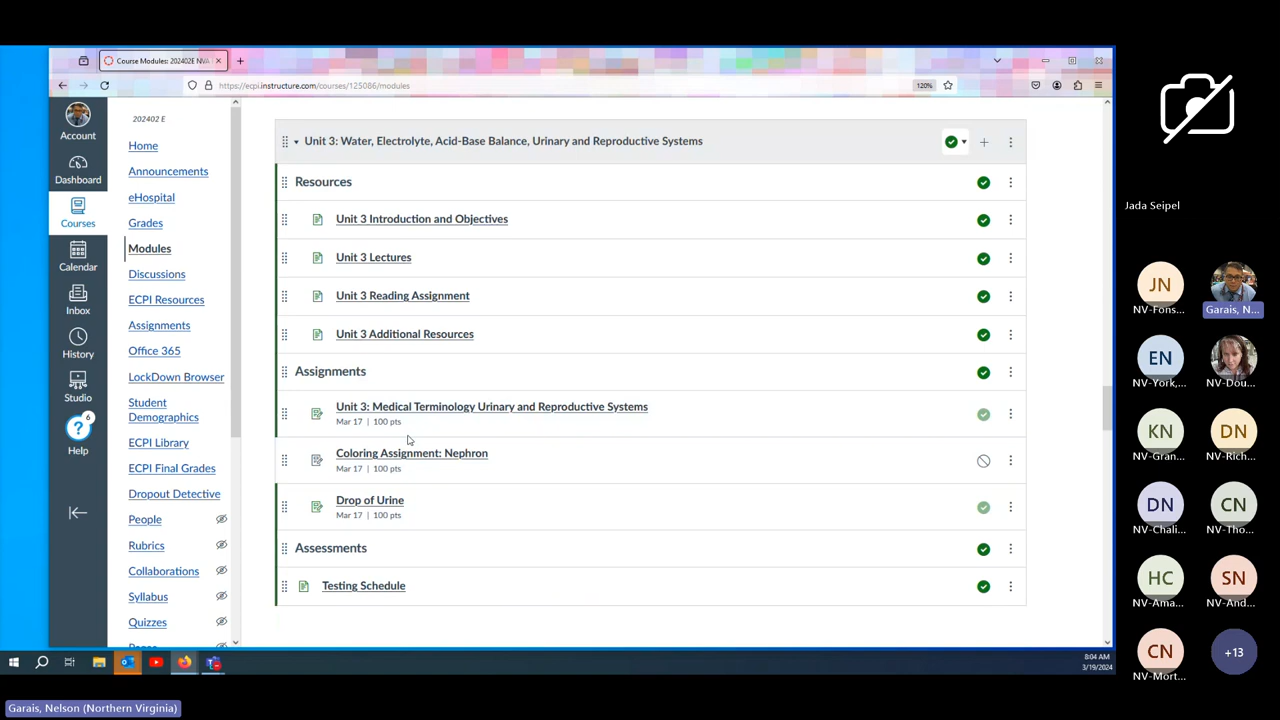 Course Modules: 202402E NVA
https://ecpi.instructure.com/courses/125086/modules
120%
Account
Dashboard
Courses
Calendar
Inbox
History
Studio
6
Help
202402 E
Home
Announcements
eHospital
Grades
Modules
Discussions
ECPI Resources
Assignments
Office 365
LockDown Browser
Student
Demographics
ECPI Library
ECPI Final Grades
Dropout Detective
People
Rubrics
Collaborations
Syllabus
Quizzes
Unit 3: Water, Electrolyte, Acid-Base Balance, Urinary and Reproductive Systems
Resources
Unit 3 Introduction and Objectives
Unit 3 Lectures
Unit 3 Reading Assignment
Unit 3 Additional Resources
Assignments
Unit 3: Medical Terminology Urinary and Reproductive Systems
Mar 17 | 100 pts
Coloring Assignment: Nephron
Mar 17 | 100 pts
Drop of Urine
Mar 17 | 100 pts
Assessments
Testing Schedule
8:04 AM
3/19/2024
Jada Seipel
JN
NV-Fons...
Garais, N...
EN
NV-York,...
NV-Dou...
KN
NV-Gran...
DN
NV-Rich...
DN
NV-Chali...
CN
NV-Tho...
HC
NV-Ama...
SN
NV-And...
CN
NV-Mort...
+13
Garais, Nelson (Northern Virginia)